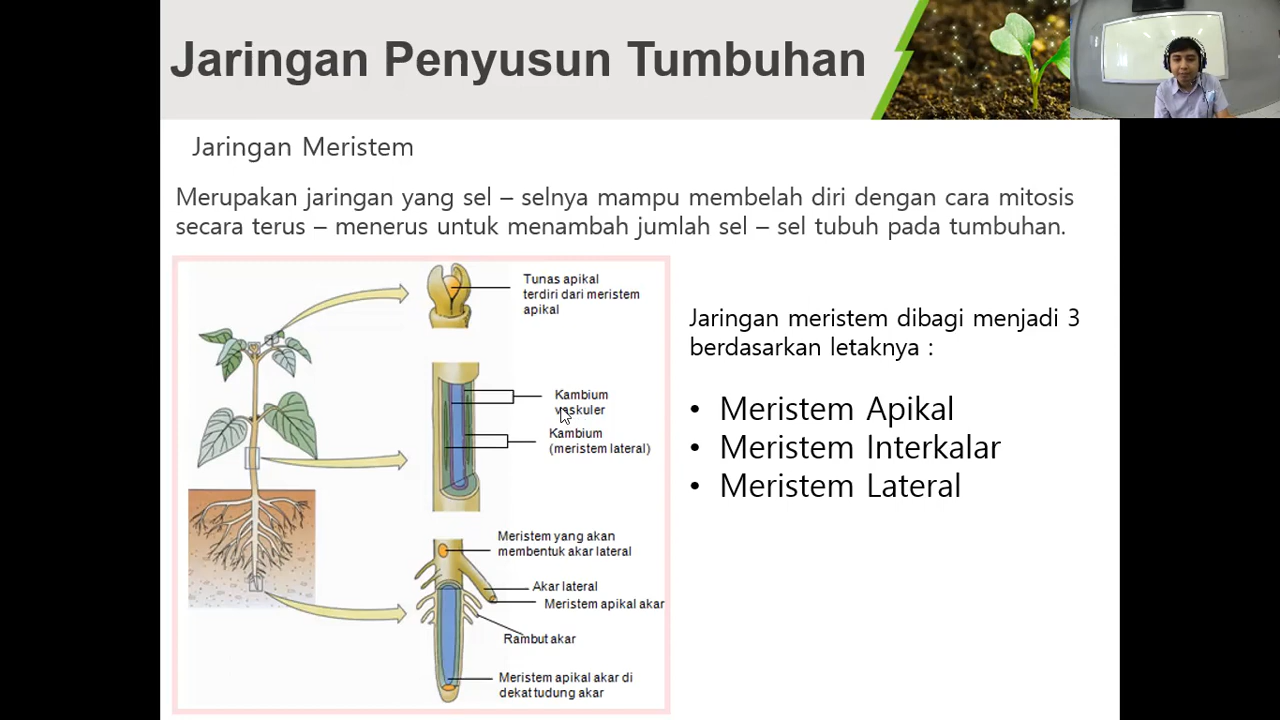 Jaringan Penyusun Tumbuhan
Jaringan Meristem
Merupakan jaringan yang sel – selnya mampu membelah diri dengan cara mitosis
secara terus – menerus untuk menambah jumlah sel – sel tubuh pada tumbuhan.
Tunas apikal
terdiri dari meristem
apikal
Kambium
vaskuler
Kambium
(meristem lateral)
Meristem yang akan
membentuk akar lateral
Akar lateral
Meristem apikal akar
Rambut akar
Meristem apikal akar di
dekat tudung akar
Jaringan meristem dibagi menjadi 3
berdasarkan letaknya :
• Meristem Apikal
• Meristem Interkalar
• Meristem Lateral